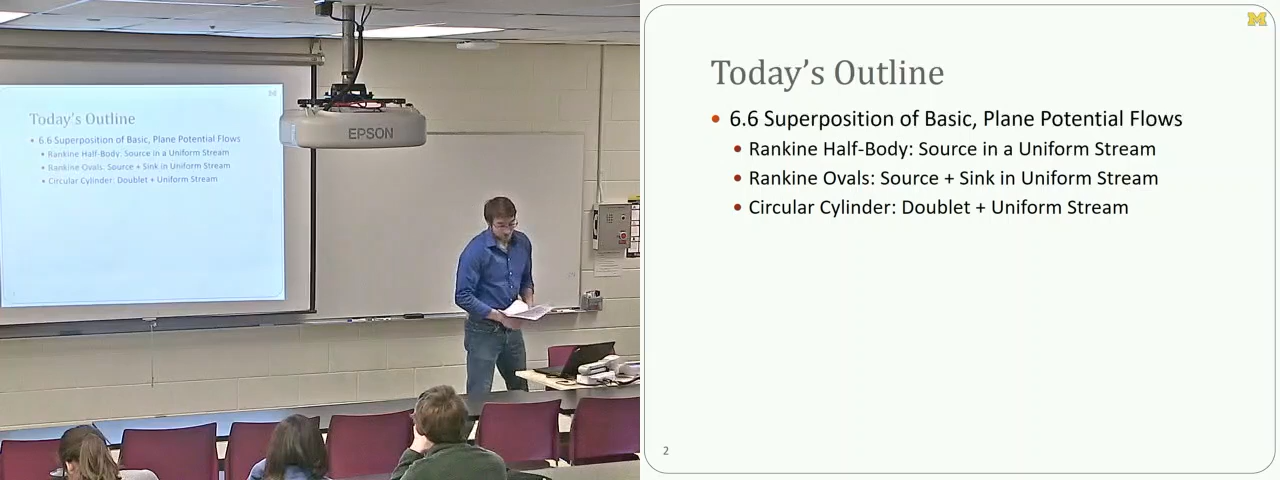 Today's Outline
• 6.6 Superposition of Basic, Plane Potential Flows
• Rankine Half-Body: Source in a Uniform Stream
• Rankine Ovals: Source + Sink in Uniform Stream
• Circular Cylinder: Doublet + Uniform Stream
EPSON
M
Today's Outline
• 6.6 Superposition of Basic, Plane Potential Flows
• Rankine Half-Body: Source in a Uniform Stream
• Rankine Ovals: Source + Sink in Uniform Stream
• Circular Cylinder: Doublet + Uniform Stream
2